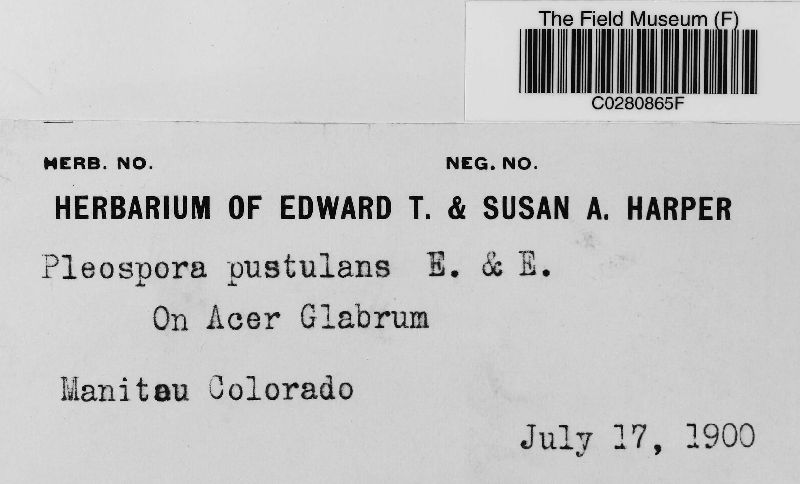 The Field Museum (F)
C0280865F
HERB. NO. NEG. NO.
HERBARIUM OF EDWARD T. & SUSAN A. HARPER
Pleospora pustulans E. & E.
On Acer Glabrum
Manitou Colorado
July 17, 1900